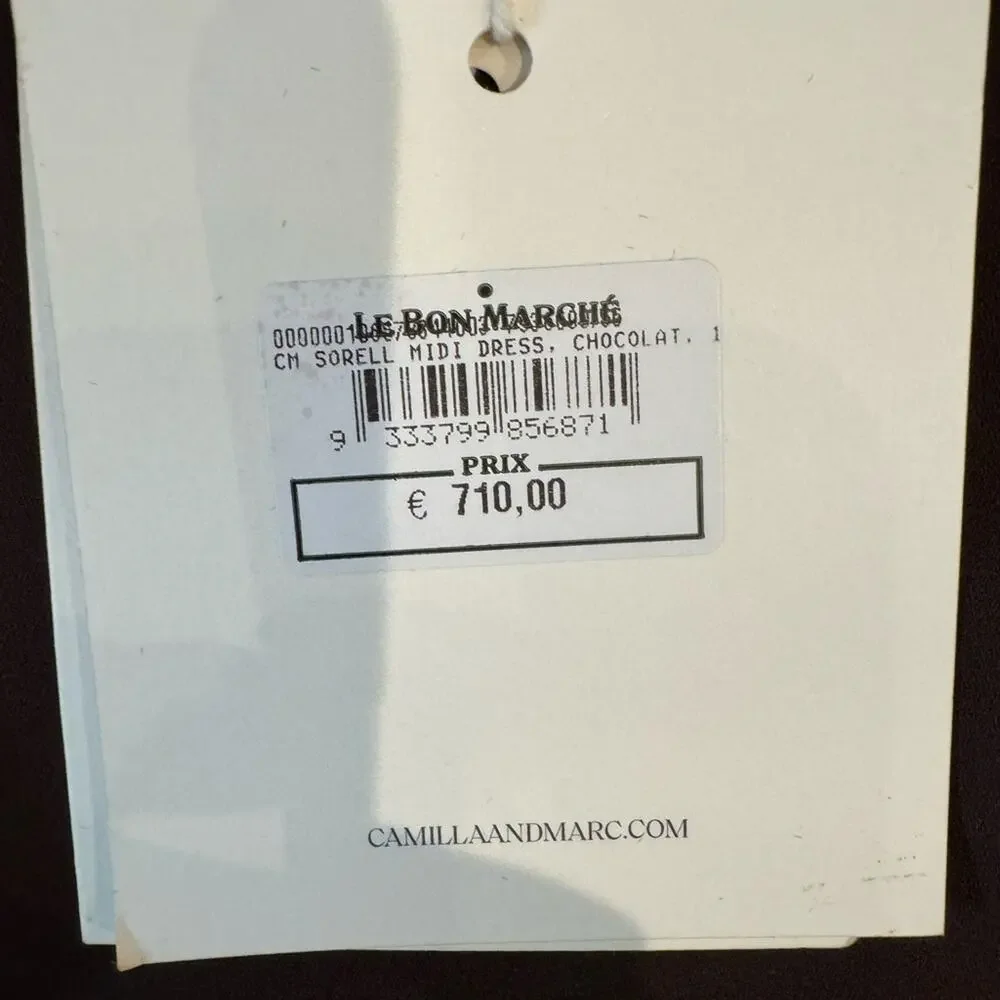 LE BON MARCHÉ
CM SORELL MIDI DRESS, CHOCOLAT, 1
9 333799 856871
PRIX
€ 710,00
CAMILLAANDMARC.COM